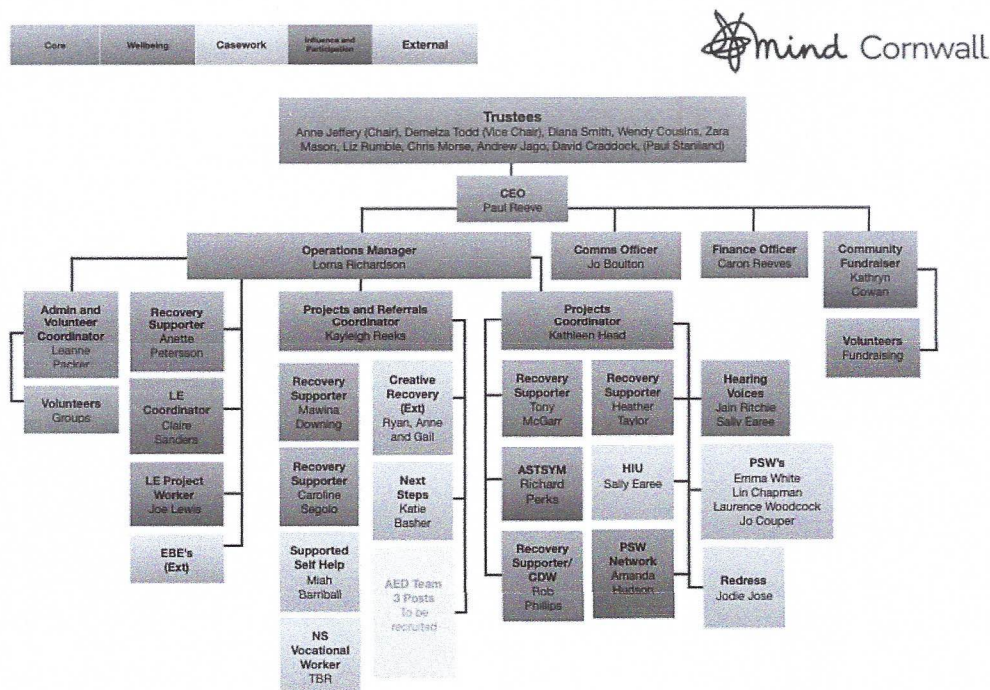 Core
Wellbeing
Casework
Influence and
Participation
External
mind Cornwall
Trustees
Anne Jeffery (Chair), Demelza Todd (Vice Chair), Diana Smith, Wendy Cousins, Zara
Mason, Liz Rumble, Chris Morse, Andrew Jago, David Craddock, (Paul Staniland)
CEO
Paul Reeve
Operations Manager
Lorna Richardson
Comms Officer
Jo Boulton
Finance Officer
Caron Reeves
Community
Fundraiser
Kathryn
Cowan
Volunteers
Fundraising
Admin and
Volunteer
Coordinator
Leanne
Packer
Volunteers
Groups
Recovery
Supporter
Anette
Petersson
LE
Coordinator
Claire
Sanders
LE Project
Worker
Joe Lewis
EBE's
(Ext)
Projects and Referrals
Coordinator
Kayleigh Reeks
Recovery
Supporter
Mawina
Downing
Recovery
Supporter
Caroline
Segolo
Supported
Self Help
Miah
Barriball
NS
Vocational
Worker
TBR
Creative
Recovery
(Ext)
Ryan, Anne
and Gail
Next
Steps
Katie
Basher
AED Team
3 Posts
To be
recruited
Projects
Coordinator
Kathleen Head
Recovery
Supporter
Tony
McGarr
ASTSYM
Richard
Perks
Recovery
Supporter/
CDW
Rob
Phillips
Recovery
Supporter
Heather
Taylor
HIU
Sally Earee
PSW
Network
Amanda
Hudson
Hearing
Voices
Jain Ritchie
Sally Earee
PSW's
Emma White
Lin Chapman
Laurence Woodcock
Jo Couper
Redress
Jodie Jose